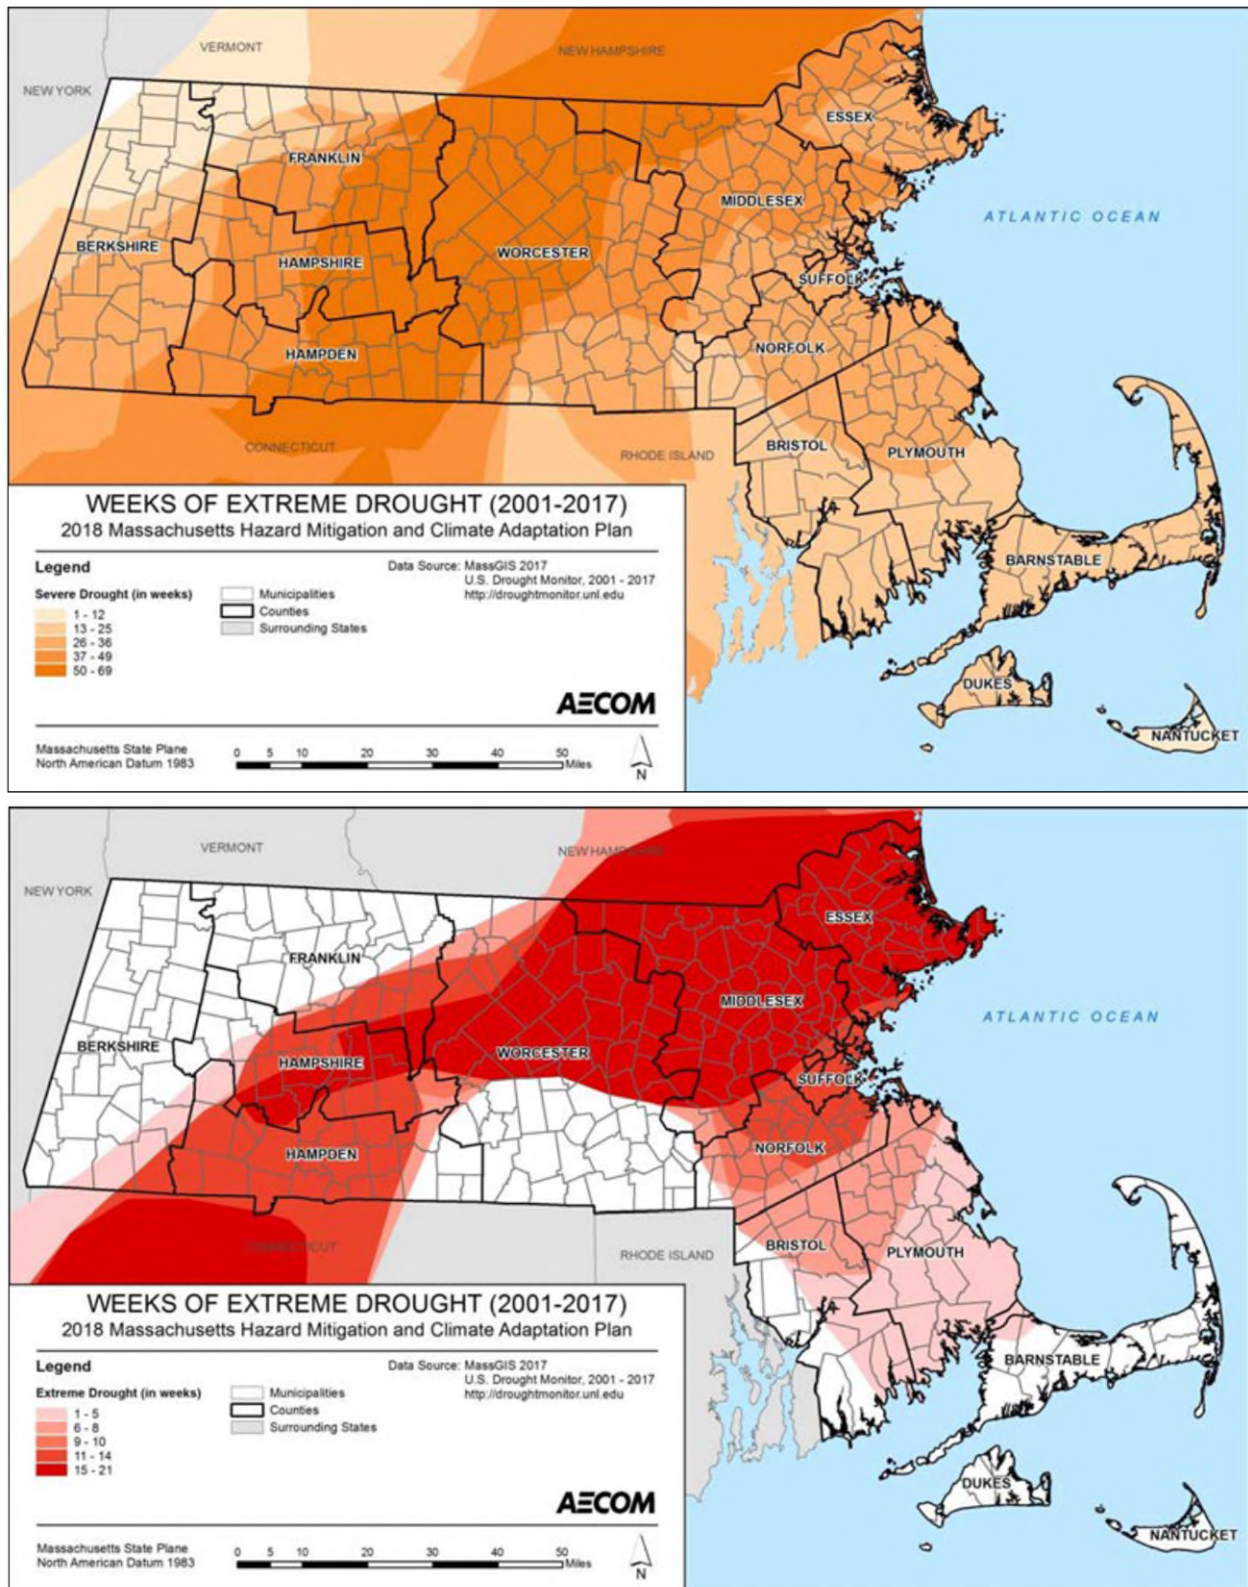 VERMONT
NEW HAMPSHIRE
NEW YORK
ESSEX
FRANKLIN
MIDDLESEX
ATLANTIC OCEAN
BERKSHIRE
HAMPSHIRE
WORCESTER
SUFFOLK
HAMPDEN
NORFOLK
CONNECTICUT
RHODE ISLAND
BRISTOL
PLYMOUTH
BARNSTABLE
DUKES
NANTUCKET
WEEKS OF EXTREME DROUGHT (2001-2017)
2018 Massachusetts Hazard Mitigation and Climate Adaptation Plan
Legend
Data Source: MassGIS 2017
U.S. Drought Monitor, 2001 - 2017
http://droughtmonitor.unl.edu
Severe Drought (in weeks)
1 - 12
13 - 25
26 - 36
37 - 49
50 - 69
Municipalities
Counties
Surrounding States
AECOM
Massachusetts State Plane
North American Datum 1983
0 5 10 20 30 40 50
Miles
N
VERMONT
NEW HAMPSHIRE
NEW YORK
ESSEX
FRANKLIN
MIDDLESEX
ATLANTIC OCEAN
BERKSHIRE
HAMPSHIRE
WORCESTER
SUFFOLK
HAMPDEN
NORFOLK
CONNECTICUT
RHODE ISLAND
BRISTOL
PLYMOUTH
BARNSTABLE
DUKES
NANTUCKET
WEEKS OF EXTREME DROUGHT (2001-2017)
2018 Massachusetts Hazard Mitigation and Climate Adaptation Plan
Legend
Data Source: MassGIS 2017
U.S. Drought Monitor, 2001 - 2017
http://droughtmonitor.unl.edu
Extreme Drought (in weeks)
1 - 5
6 - 8
9 - 10
11 - 14
15 - 21
Municipalities
Counties
Surrounding States
AECOM
Massachusetts State Plane
North American Datum 1983
0 5 10 20 30 40 50
Miles
N